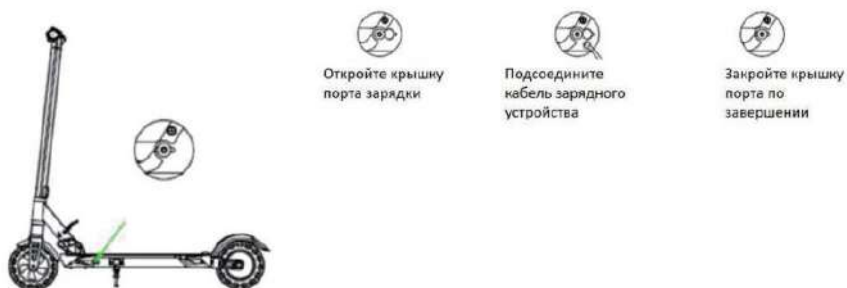 Откройте крышку
порта зарядки
Подсоедините
кабель зарядного
устройства
Закройте крышку
порта по
завершении